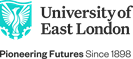 University of
East London
Pioneering Futures Since 1898